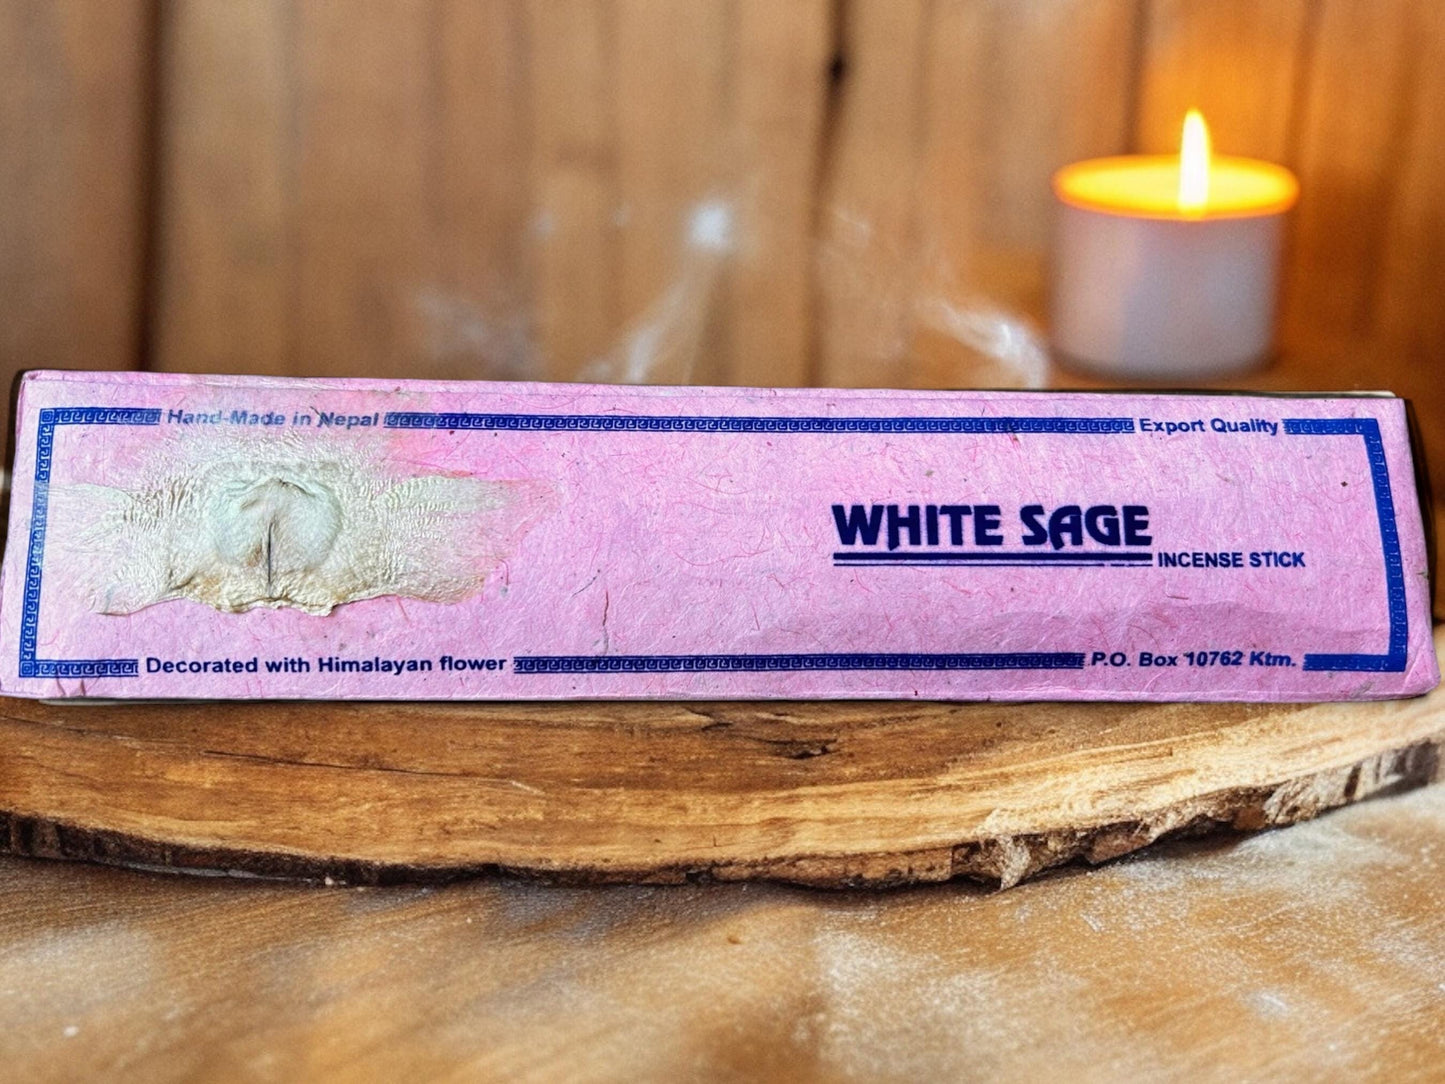 Hand-Made in Nepal
Export Quality
WHITE SAGE
INCENSE STICK
Decorated with Himalayan flower
P.O. Box 10762 Ktm.